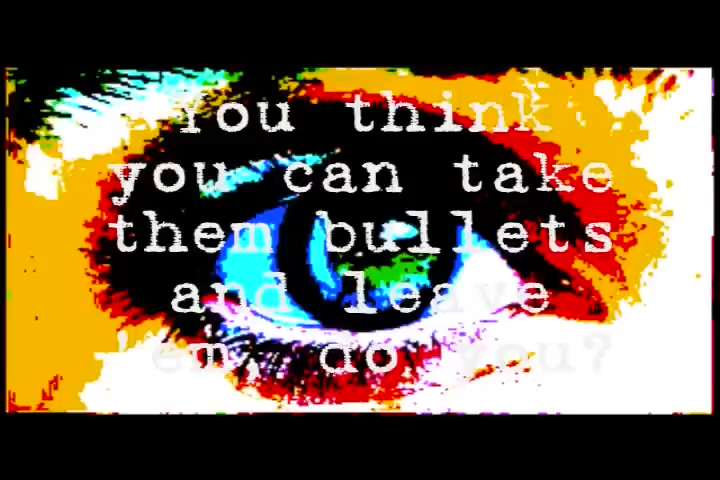 You think
you can take
them bullets
and leave
'em, do you?